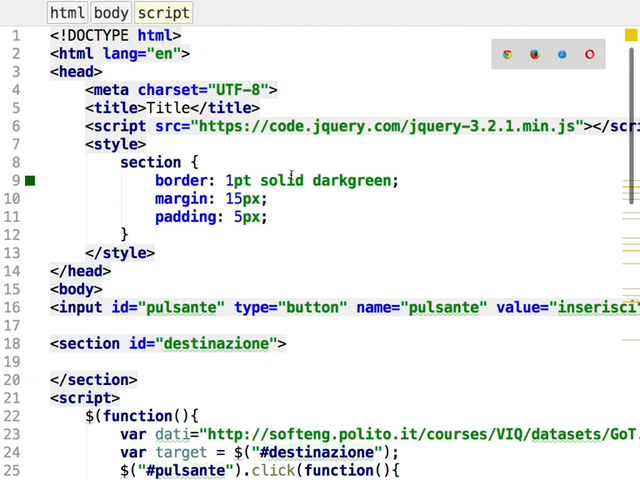 html body script
1 <!DOCTYPE html>
2 <html lang="en">
3 <head>
4 <meta charset="UTF-8">
5 <title>Title</title>
6 <script src="https://code.jquery.com/jquery-3.2.1.min.js"></scri
7 <style>
8 section {
9 border: 1pt solid darkgreen;
10 margin: 15px;
11 padding: 5px;
12 }
13 </style>
14 </head>
15 <body>
16 <input id="pulsante" type="button" name="pulsante" value="inserisci
17
18 <section id="destinazione">
19
20 </section>
21 <script>
22 $(function(){
23 var dati="http://softeng.polito.it/courses/VIQ/datasets/GoT.
24 var target = $("#destinazione");
25 $("#pulsante").click(function(){